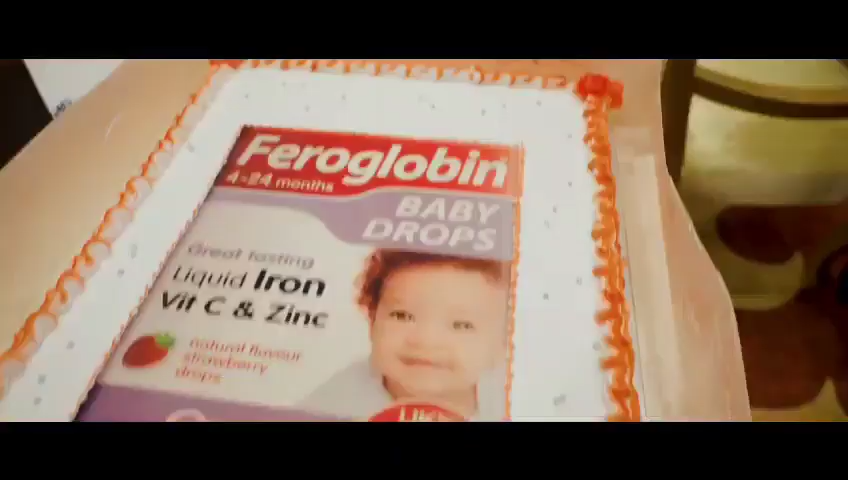 Feroglobin
4-24 months
BABY
DROPS
Great tasting
Liquid Iron
Vit C & Zinc
natural flavour
strawberry
drops